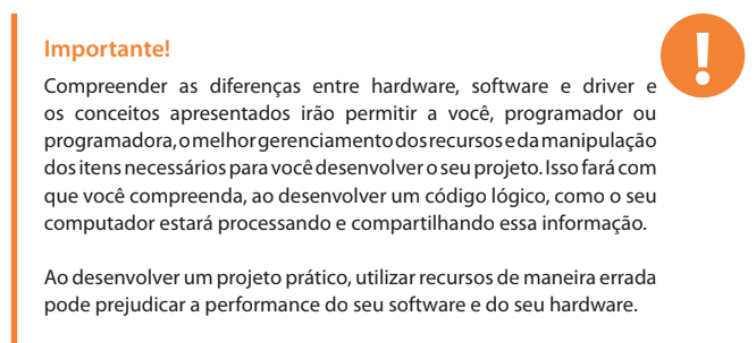 Importante!
!
Compreender as diferenças entre hardware, software e driver e
os conceitos apresentados irão permitir a você, programador ou
programadora, o melhor gerenciamento dos recursos e da manipulação
dos itens necessários para você desenvolver o seu projeto. Isso fará com
que você compreenda, ao desenvolver um código lógico, como o seu
computador estará processando e compartilhando essa informação.
Ao desenvolver um projeto prático, utilizar recursos de maneira errada
pode prejudicar a performance do seu software e do seu hardware.